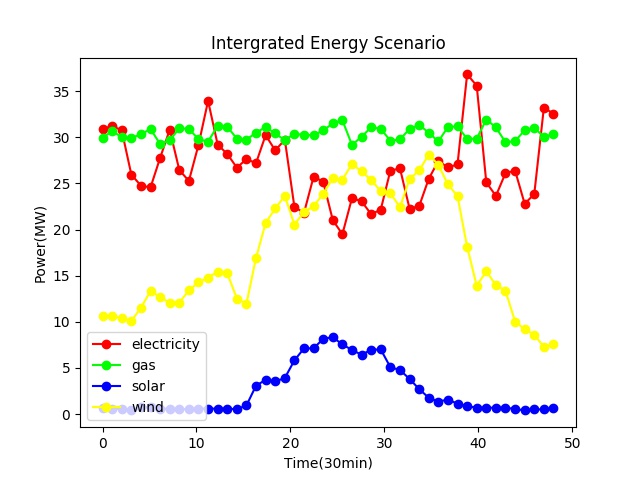 Intergrated Energy Scenario
Power(MW)
35
30
25
20
15
10
5
0
electricity
gas
solar
wind
0 10 20 30 40 50
Time(30min)